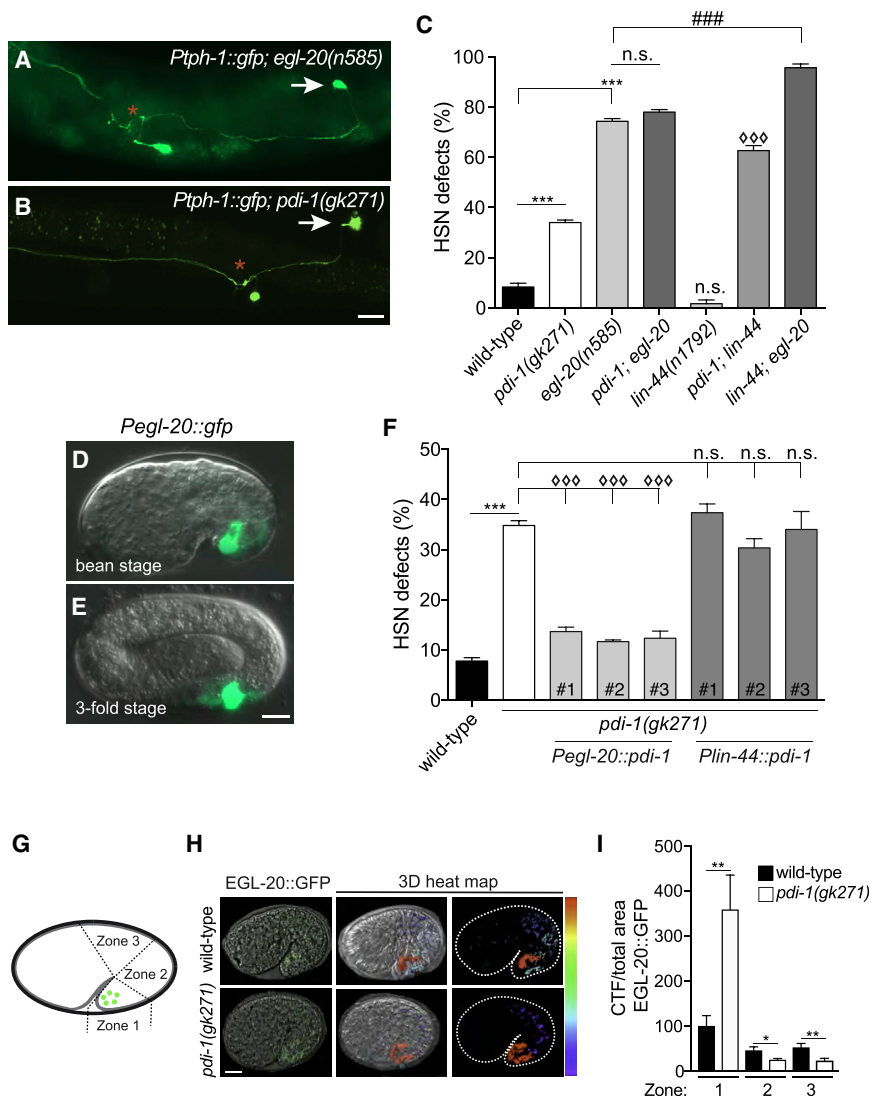 A
Ptph-1::gfp; egl-20(n585)
*
B
Ptph-1::gfp; pdi-1(gk271)
*
C
HSN defects (%)
100
80
60
40
20
0
***
***
n.s.
###
n.s.
◊◊◊
wild-type
pdi-1(gk271)
egl-20(n585)
pdi-1; egl-20
lin-44(n1792)
pdi-1; lin-44
lin-44; egl-20
Pegl-20::gfp
D
bean stage
E
3-fold stage
F
HSN defects (%)
50
40
30
20
10
0
***
◊◊◊ ◊◊◊ ◊◊◊
n.s. n.s. n.s.
#1 #2 #3 #1 #2 #3
wild-type
pdi-1(gk271)
Pegl-20::pdi-1 Plin-44::pdi-1
G
Zone 3
Zone 2
Zone 1
H
EGL-20::GFP 3D heat map
wild-type
pdi-1(gk271)
I
CTF/total area
EGL-20::GFP
500
400
300
200
100
0
wild-type
pdi-1(gk271)
**
*
**
Zone: 1 2 3